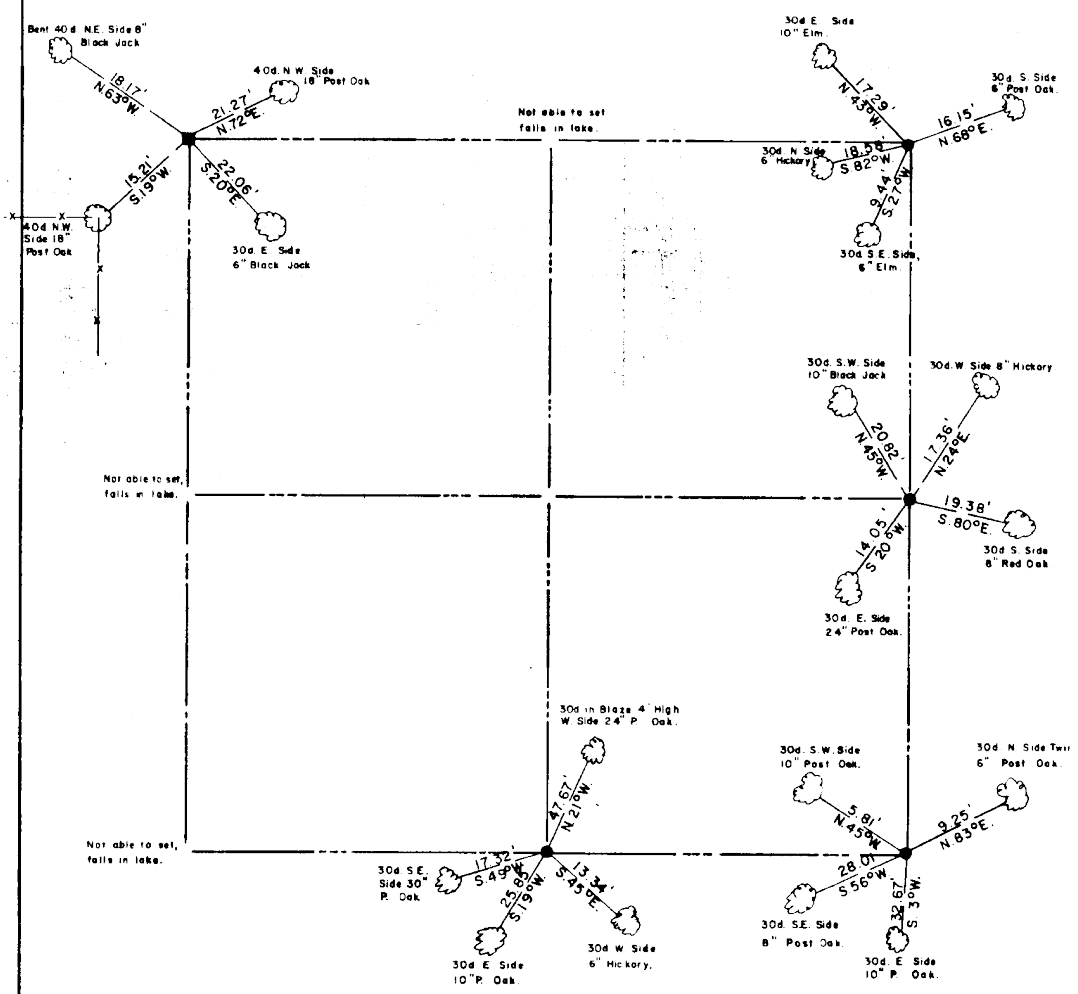 Bent 40d. N.E. Side 8"
Black Jack
18.17'
N.63°W.
40d. N.W. Side
18" Post Oak
21.27'
N.72°E.
15.21'
S.19°W.
22.06'
S.20°E
40d N.W.
Side 18"
Post Oak
30d. E. Side
6" Black Jack
Not able to set
falls in lake.
30d E. Side
10" Elm.
17.29'
N 43°W.
30d. S. Side
6" Post Oak.
16.15'
N.68°E.
30d. N Side
6" Hickory
18.58'
S.82°W.
9.44'
S.27°W.
30d S.E. Side,
6" Elm.
30d. S.W. Side
10" Black Jack
20.82'
N.45°W.
30d. W Side 8" Hickory
17.36'
N.24°E.
Not able to set,
falls in lake.
19.38'
S.80°E.
30d S. Side
8" Red Oak
14.05'
S 20°W.
30d. E. Side
24" Post Oak.
30d in Blaze 4' High
W. Side 24" P. Oak.
47.67'
N.21°W.
30d. S.W. Side
10" Post Oak.
5.81'
N.45°W.
30d N. Side Twin
6" Post Oak.
9.25'
N.83°E.
Not able to set,
falls in lake.
30d. S.E.
Side 30"
P. Oak
17.32'
S.49°W.
25.85'
S.19°W.
13.34'
S.45°E.
30d. E Side
10" P. Oak.
30d W. Side
6" Hickory,
28.01'
S.56°W
30d. S.E. Side
8" Post Oak.
32.67'
S. 3°W.
30d. E Side
10" P. Oak.